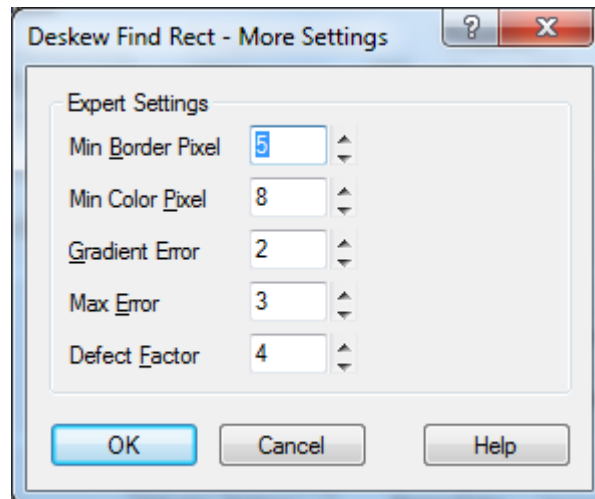 Deskew Find Rect - More Settings
Expert Settings
Min Border Pixel 5
Min Color Pixel 8
Gradient Error 2
Max Error 3
Defect Factor 4
OK Cancel Help